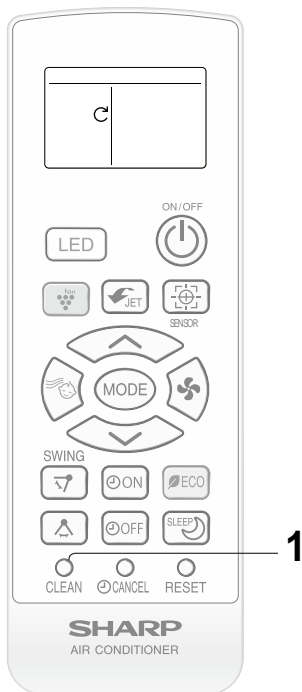 ON/OFF
LED
Ion
JET
SENSOR
MODE
SWING
ON
ECO
OFF
SLEEP
1
CLEAN
CANCEL
RESET
SHARP
AIR CONDITIONER